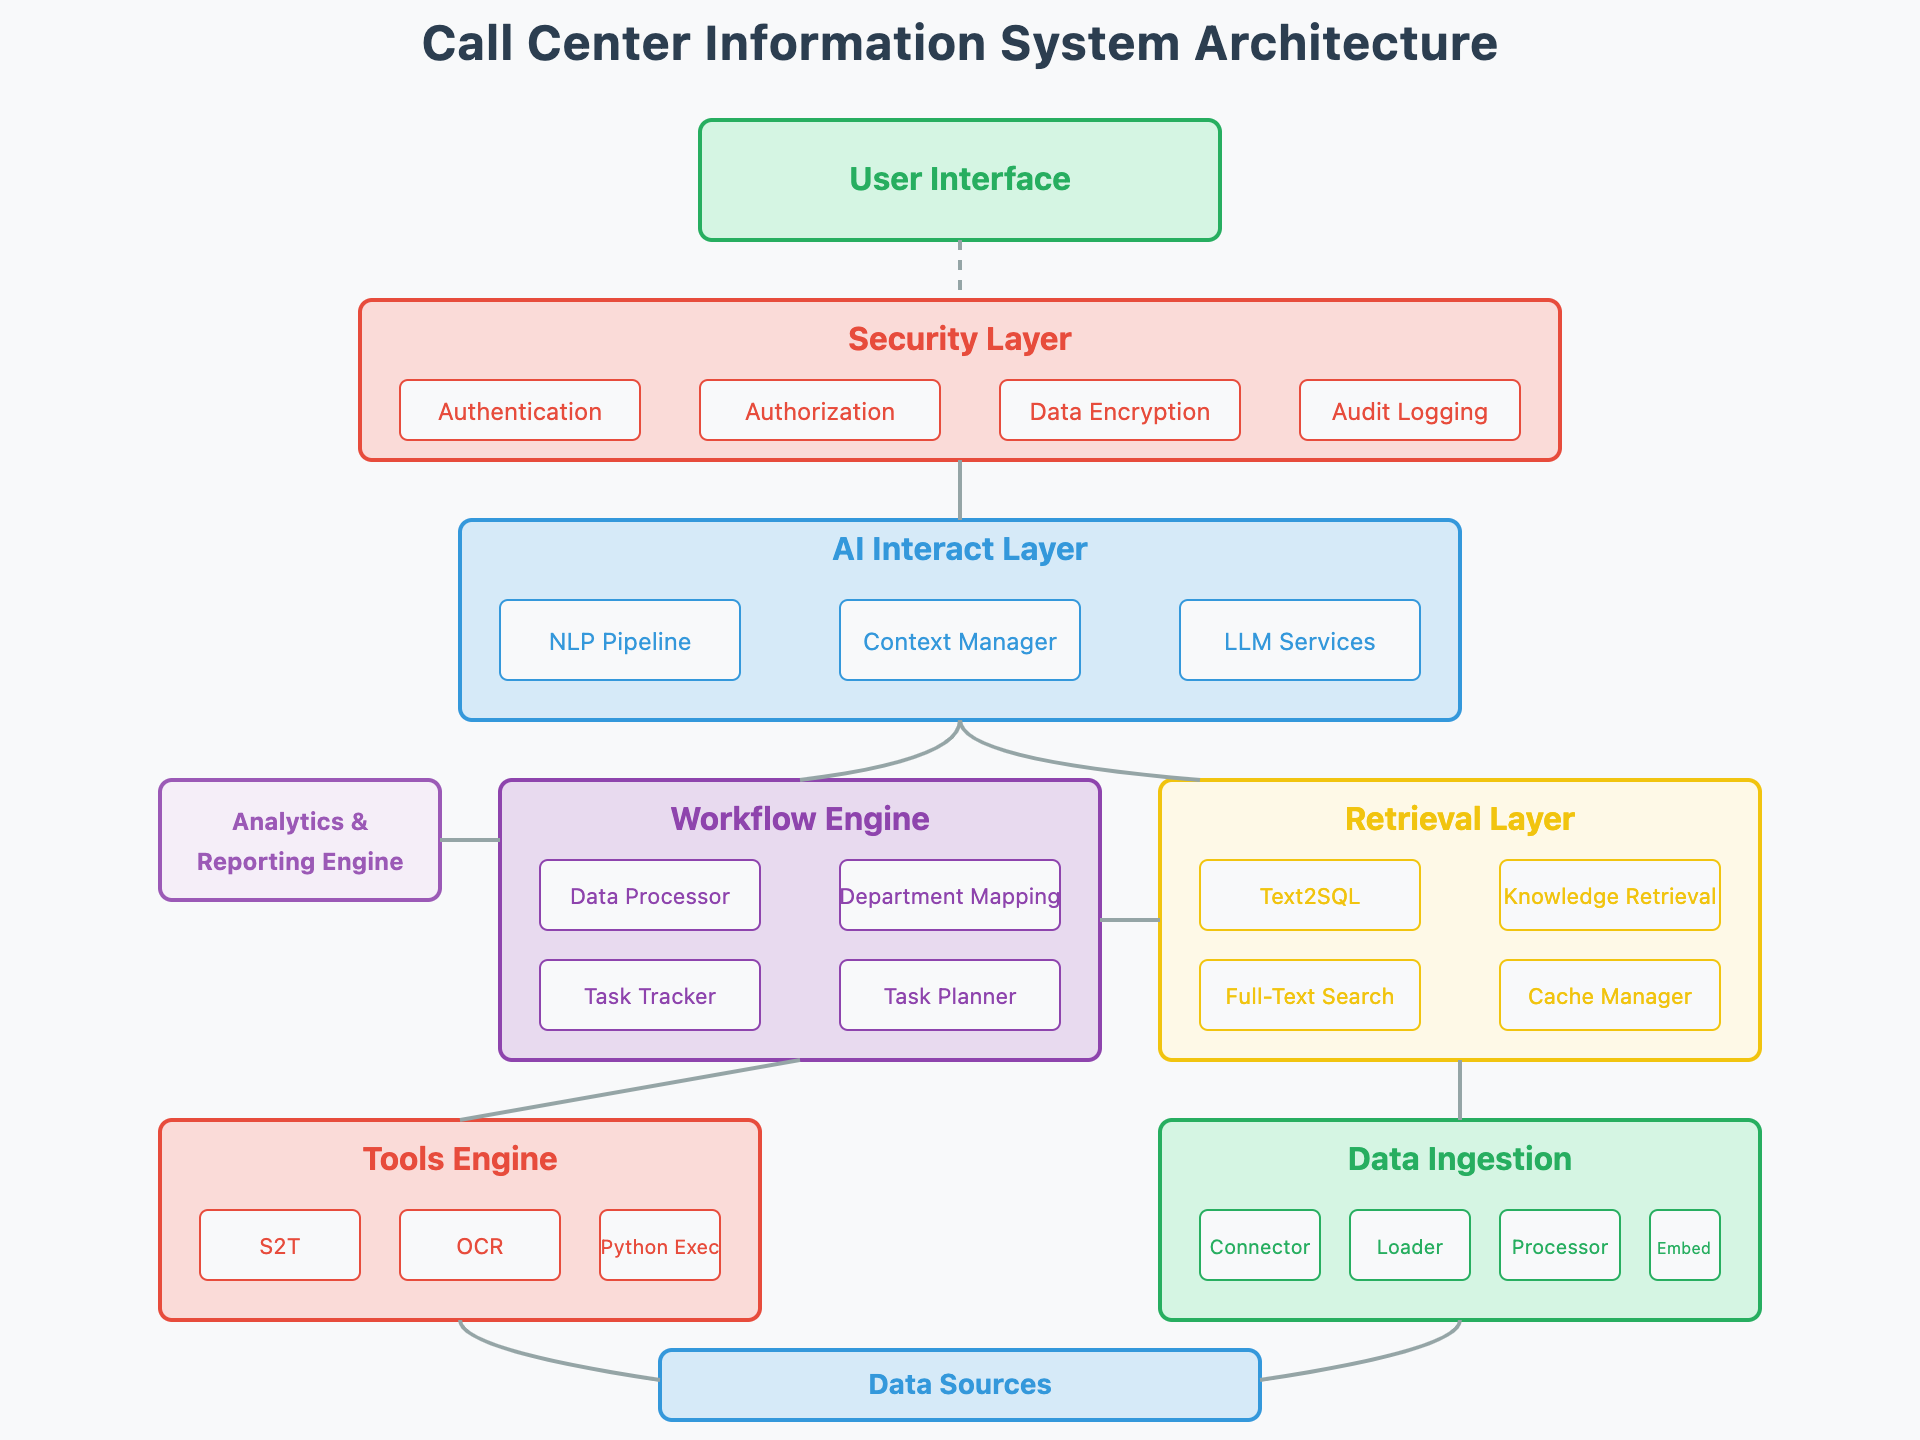 Call Center Information System Architecture
User Interface
Security Layer
Authentication
Authorization
Data Encryption
Audit Logging
AI Interact Layer
NLP Pipeline
Context Manager
LLM Services
Analytics &
Reporting Engine
Workflow Engine
Data Processor
Department Mapping
Task Tracker
Task Planner
Retrieval Layer
Text2SQL
Knowledge Retrieval
Full-Text Search
Cache Manager
Tools Engine
S2T
OCR
Python Exec
Data Ingestion
Connector
Loader
Processor
Embed
Data Sources